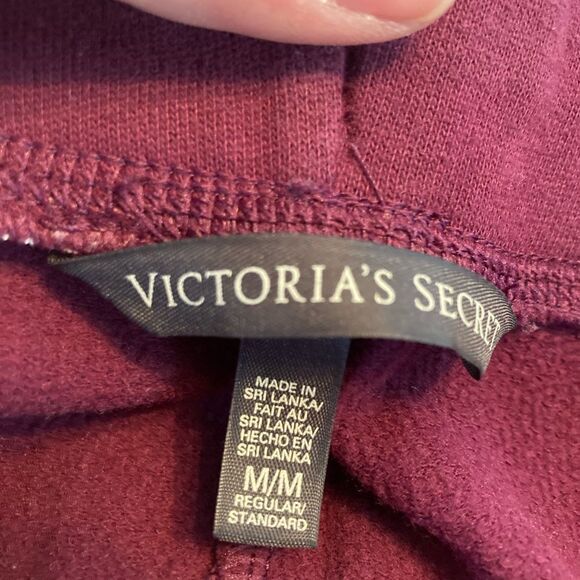 VICTORIA'S SECRET
MADE IN
SRI LANKA/
FAIT AU
SRI LANKA/
HECHO EN
SRI LANKA
M/M
REGULAR/
STANDARD